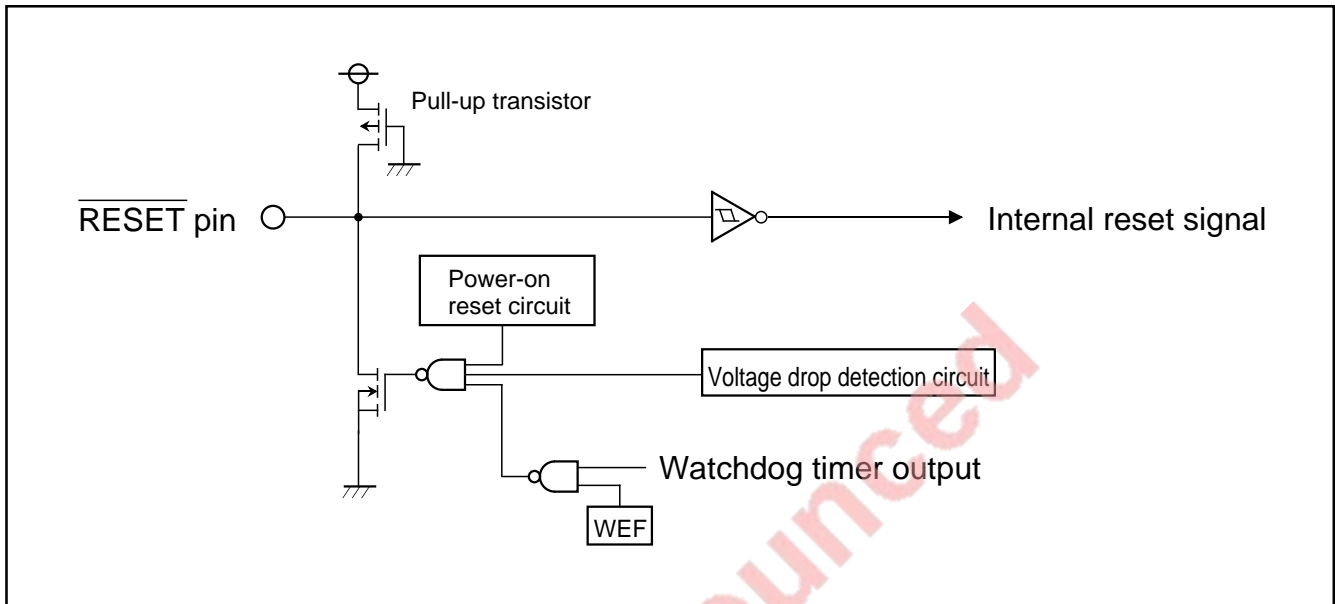 Pull-up transistor
RESET pin
Internal reset signal
Power-on
reset circuit
Voltage drop detection circuit
Watchdog timer output
WEF